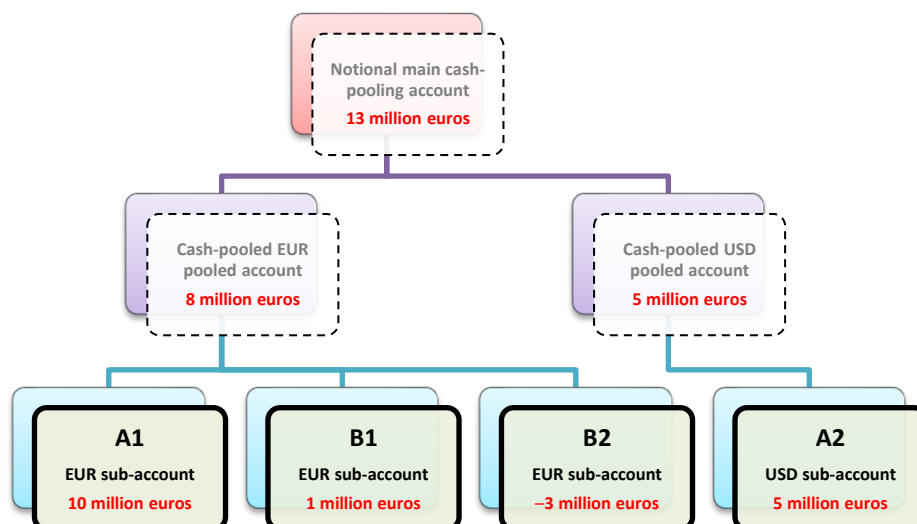 Notional main cash-
pooling account
13 million euros
Cash-pooled EUR
pooled account
8 million euros
Cash-pooled USD
pooled account
5 million euros
A1
EUR sub-account
10 million euros
B1
EUR sub-account
1 million euros
B2
EUR sub-account
–3 million euros
A2
USD sub-account
5 million euros